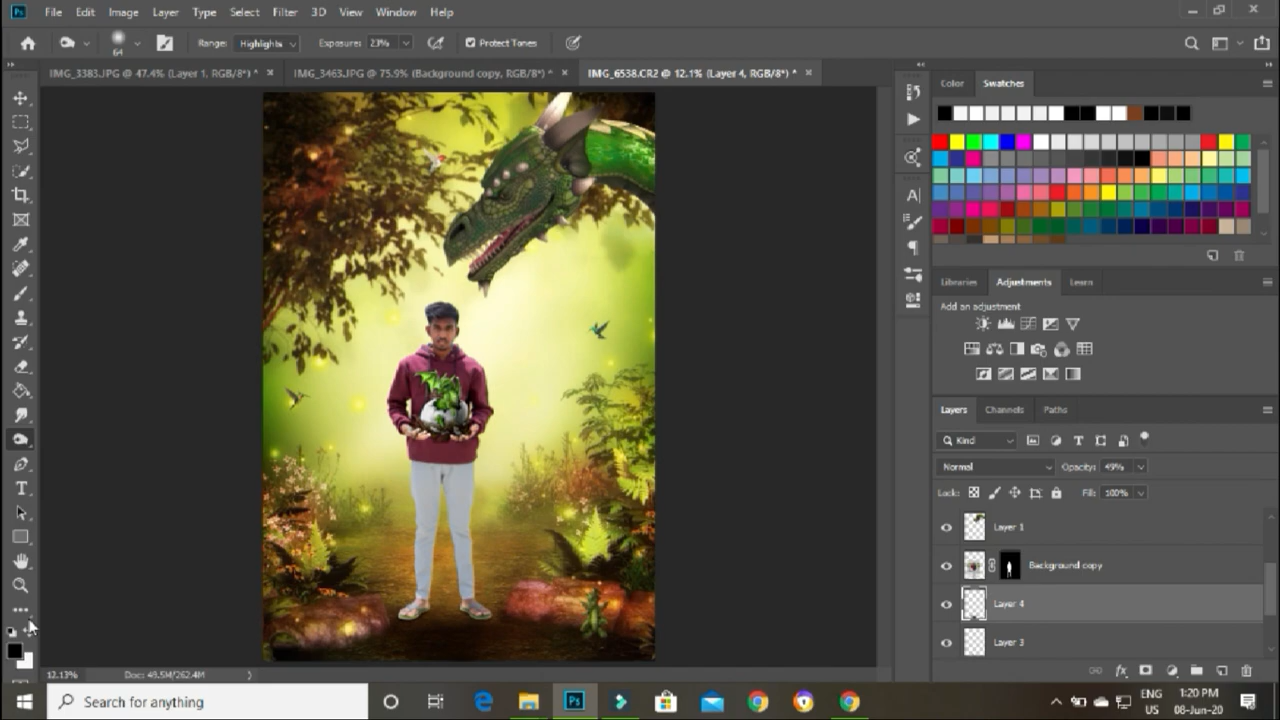 Ps File Edit Image Layer Type Select Filter 3D View Window Help
64 Range: Highlights Exposure: 23% Protect Tones
IMG_3383.JPG @ 47.4% (Layer 1, RGB/8*) * × IMG_3463.JPG @ 75.9% (Background copy, RGB/8*) * × IMG_6538.CR2 @ 12.1% (Layer 4, RGB/8*) * ×
Color Swatches
Libraries Adjustments Learn
Add an adjustment
Layers Channels Paths
Kind
Normal Opacity: 49%
Lock: Fill: 100%
Layer 1
Background copy
Layer 4
Layer 3
12.13% Doc: 49.5M/262.4M
Search for anything
Ps
ENG
US
1:20 PM
08-Jun-20